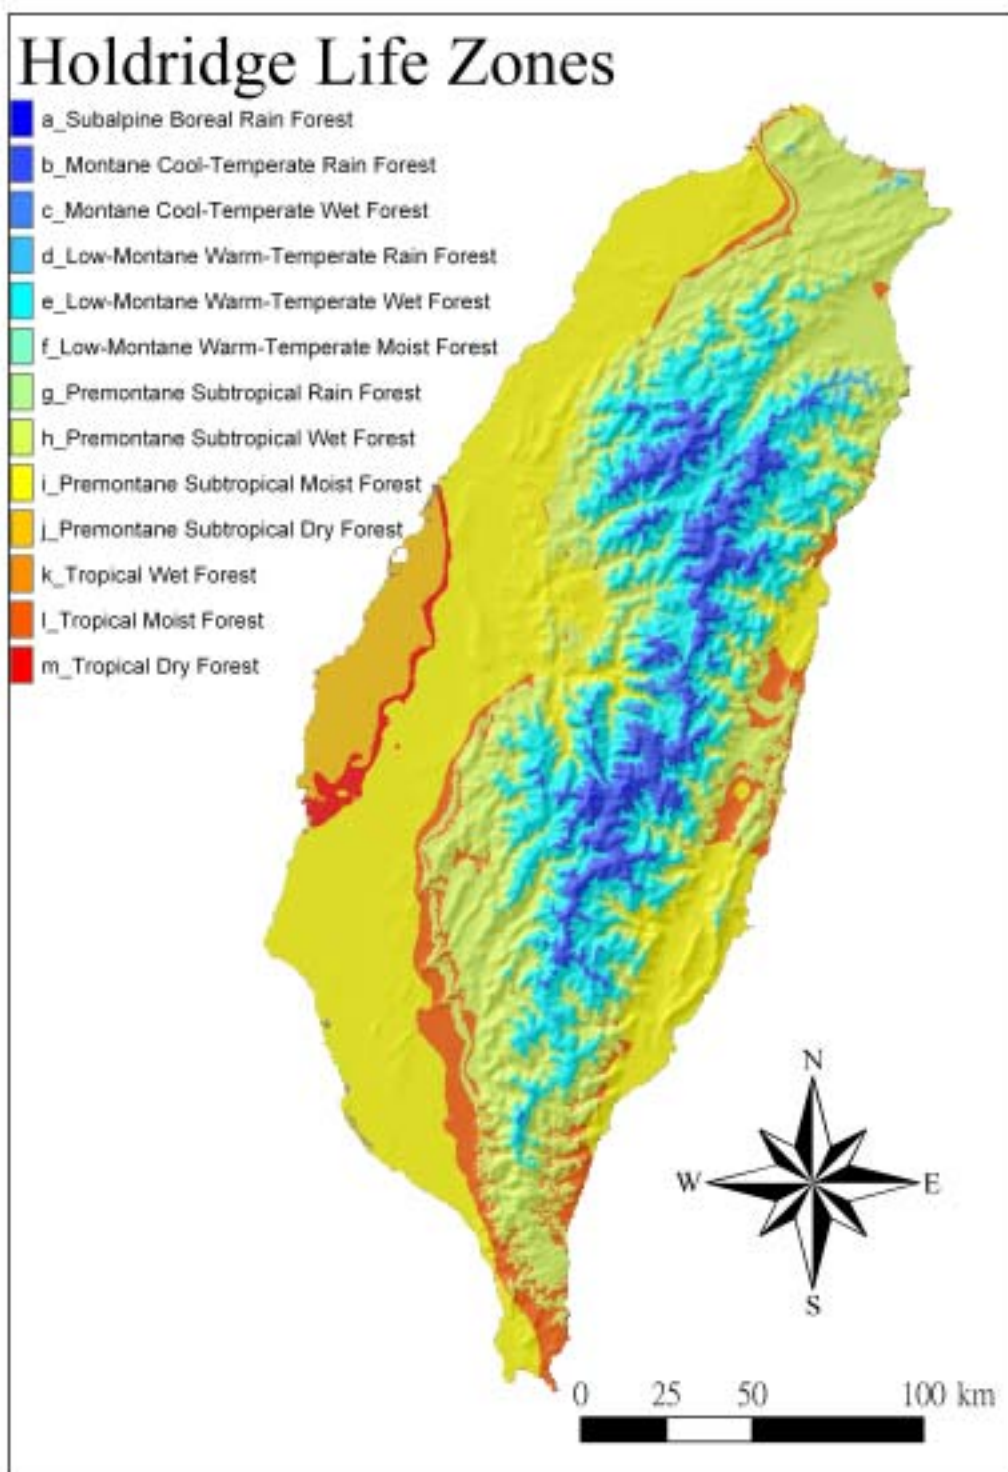 Holdridge Life Zones
a_Subalpine Boreal Rain Forest
b_Montane Cool-Temperate Rain Forest
c_Montane Cool-Temperate Wet Forest
d_Low-Montane Warm-Temperate Rain Forest
e_Low-Montane Warm-Temperate Wet Forest
f_Low-Montane Warm-Temperate Moist Forest
g_Premontane Subtropical Rain Forest
h_Premontane Subtropical Wet Forest
i_Premontane Subtropical Moist Forest
j_Premontane Subtropical Dry Forest
k_Tropical Wet Forest
l_Tropical Moist Forest
m_Tropical Dry Forest
N
W E
S
0 25 50 100 km